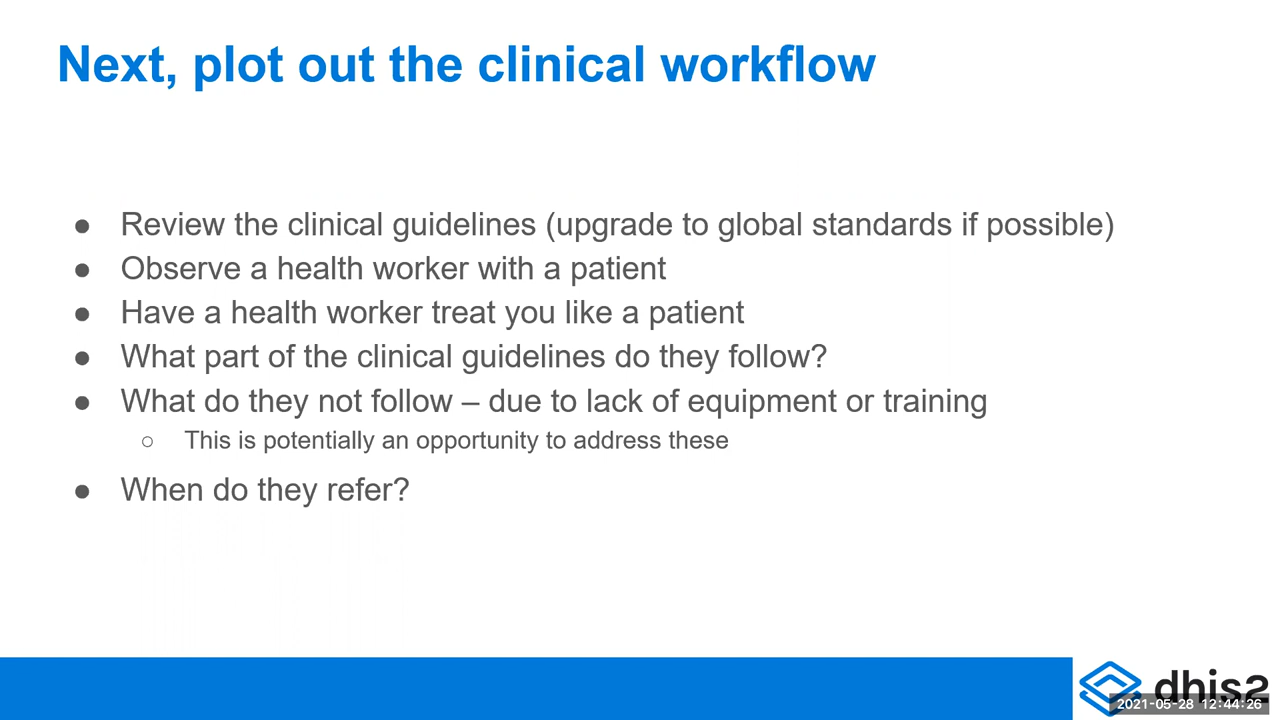 Next, plot out the clinical workflow
● Review the clinical guidelines (upgrade to global standards if possible)
● Observe a health worker with a patient
● Have a health worker treat you like a patient
● What part of the clinical guidelines do they follow?
● What do they not follow – due to lack of equipment or training
○ This is potentially an opportunity to address these
● When do they refer?
dhis2
2021-05-28 12:44:26